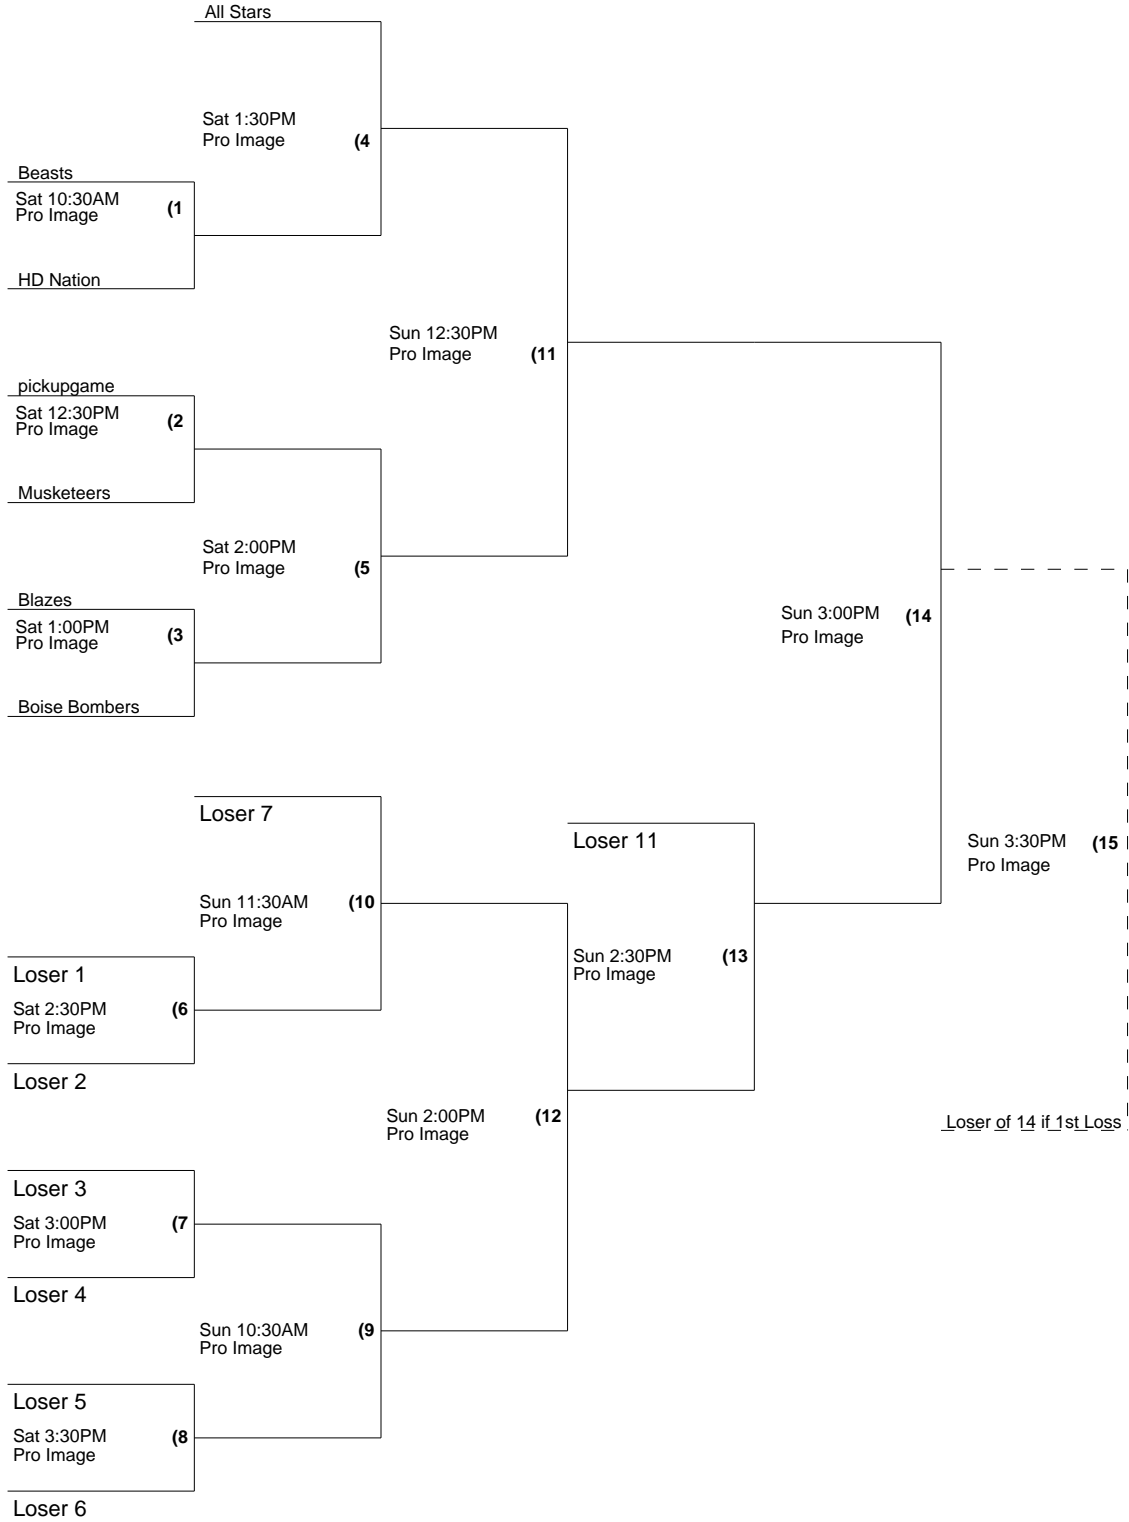 All Stars
Sat 1:30PM
Pro Image (4
Beasts
Sat 10:30AM
Pro Image (1
HD Nation
Sun 12:30PM
Pro Image (11
pickupgame
Sat 12:30PM
Pro Image (2
Musketeers
Sat 2:00PM
Pro Image (5
Blazes
Sat 1:00PM
Pro Image (3
Sun 3:00PM
Pro Image (14
Boise Bombers
Loser 7
Loser 11
Sun 3:30PM
Pro Image (15
Sun 11:30AM
Pro Image (10
Sun 2:30PM
Pro Image (13
Loser 1
Sat 2:30PM
Pro Image (6
Loser 2
Sun 2:00PM
Pro Image (12
Loser of 14 if 1st Loss
Loser 3
Sat 3:00PM
Pro Image (7
Loser 4
Sun 10:30AM
Pro Image (9
Loser 5
Sat 3:30PM
Pro Image (8
Loser 6